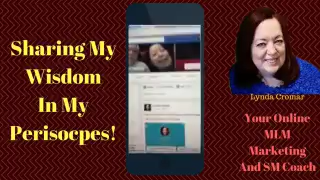 Sharing My
Wisdom
In My
Perisocpes!
Lynda Cromar
Your Online
MLM
Marketing
And SM Coach